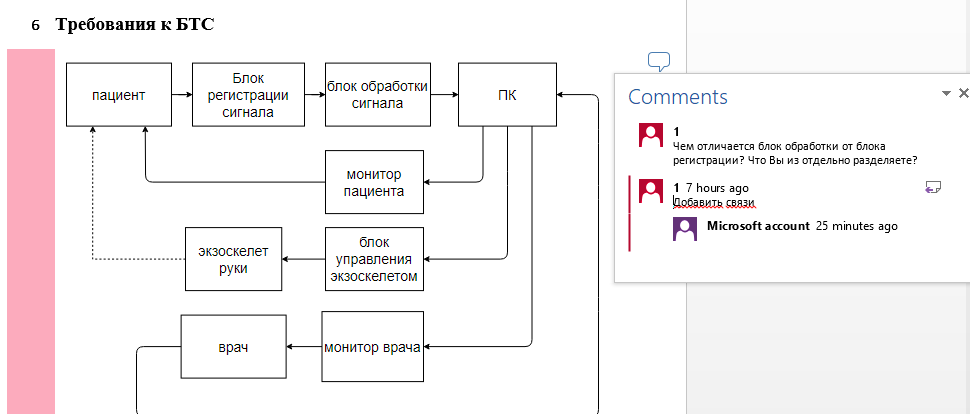 6 Требования к БТС
пациент
Блок
регистрации
сигнала
блок обработки
сигнала
ПК
монитор
пациента
экзоскелет
руки
блок
управления
экзоскелетом
врач
монитор врача
Comments
1
Чем отличается блок обработки от блока
регистрации? Что Вы из отдельно разделяете?
1 7 hours ago
Добавить связи
Microsoft account 25 minutes ago